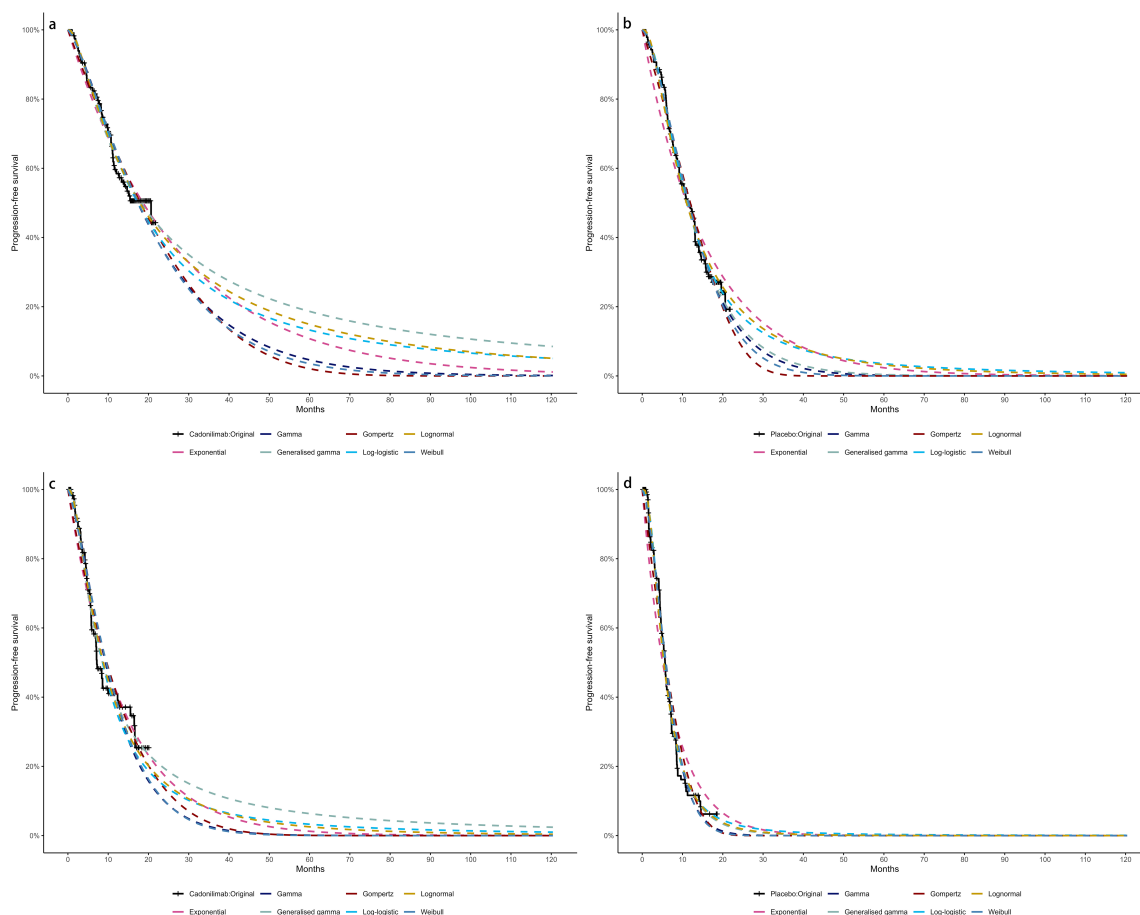 a
100%
80%
60%
40%
20%
0%
Progression-free survival
0 10 20 30 40 50 60 70 80 90 100 110 120
Months
Cadonilimab:Original Gamma Gompertz Lognormal
Exponential Generalised gamma Log-logistic Weibull
b
100%
80%
60%
40%
20%
0%
Progression-free survival
0 10 20 30 40 50 60 70 80 90 100 110 120
Months
Placebo:Original Gamma Gompertz Lognormal
Exponential Generalised gamma Log-logistic Weibull
c
100%
80%
60%
40%
20%
0%
Progression-free survival
0 10 20 30 40 50 60 70 80 90 100 110 120
Months
Cadonilimab:Original Gamma Gompertz Lognormal
Exponential Generalised gamma Log-logistic Weibull
d
100%
80%
60%
40%
20%
0%
Progression-free survival
0 10 20 30 40 50 60 70 80 90 100 110 120
Months
Placebo:Original Gamma Gompertz Lognormal
Exponential Generalised gamma Log-logistic Weibull